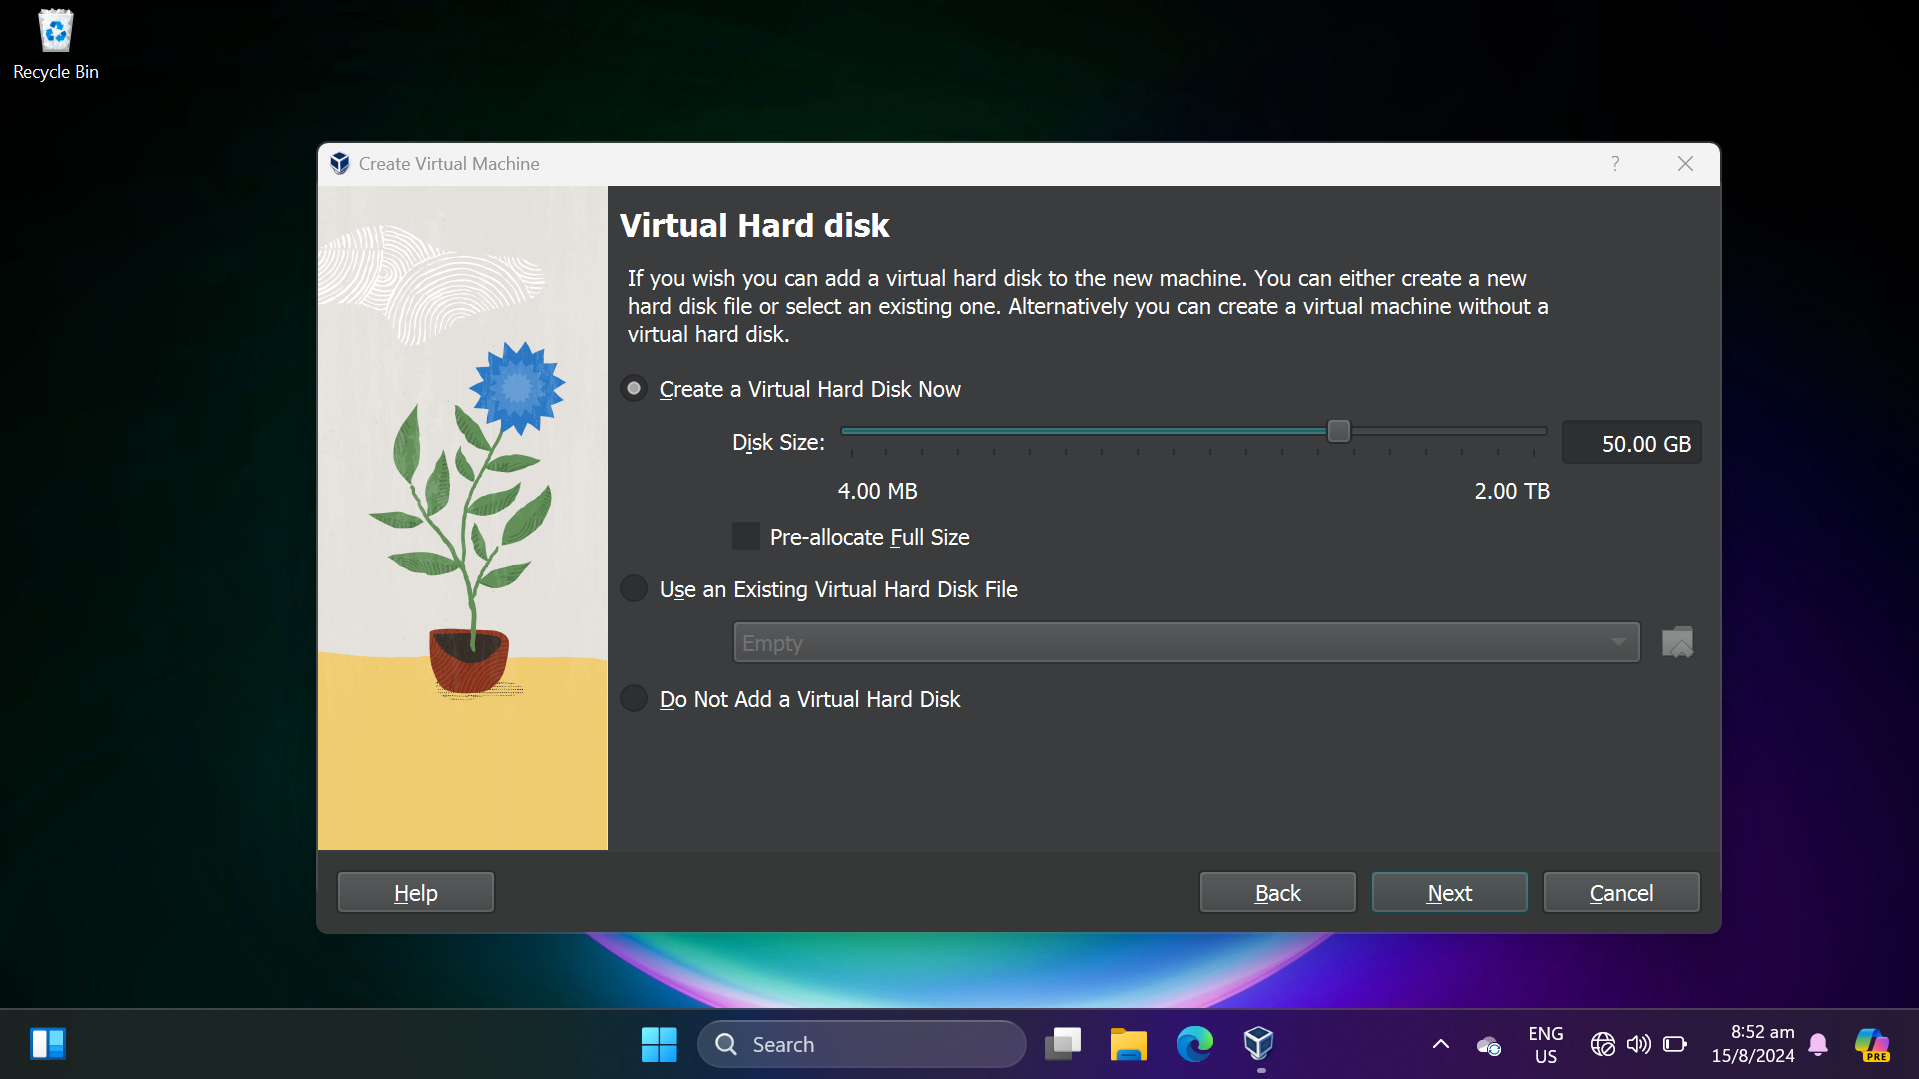 Recycle Bin
Create Virtual Machine
?
Virtual Hard disk
If you wish you can add a virtual hard disk to the new machine. You can either create a new
hard disk file or select an existing one. Alternatively you can create a virtual machine without a
virtual hard disk.
Create a Virtual Hard Disk Now
Disk Size:
50.00 GB
4.00 MB
2.00 TB
Pre-allocate Full Size
Use an Existing Virtual Hard Disk File
Empty
Do Not Add a Virtual Hard Disk
Help
Back
Next
Cancel
Search
ENG
US
8:52 am
15/8/2024
PRE